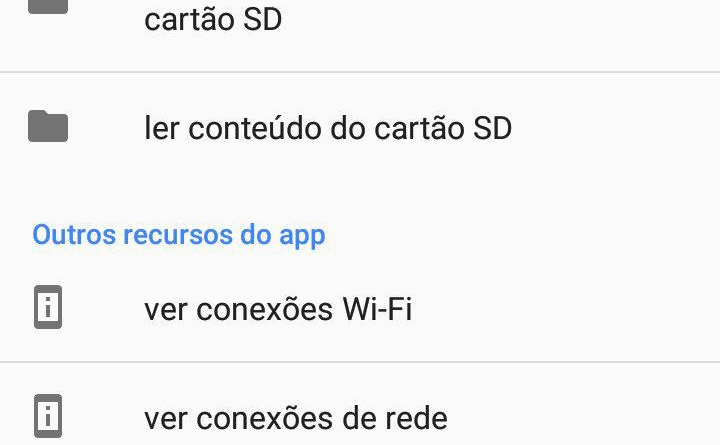 cartão SD
ler conteúdo do cartão SD
Outros recursos do app
ver conexões Wi-Fi
ver conexões de rede